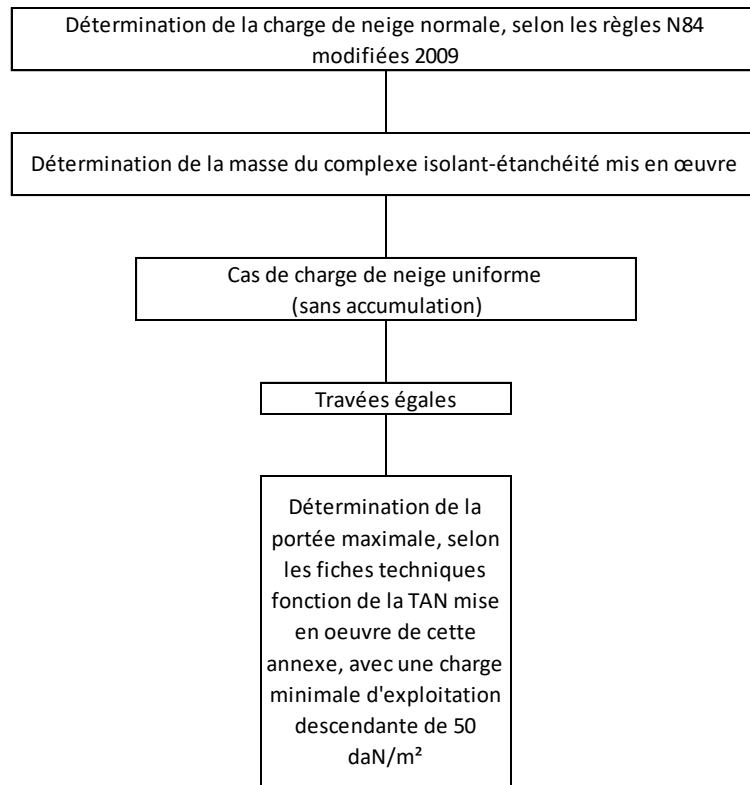 Détermination de la charge de neige normale, selon les règles N84
modifiées 2009
Détermination de la masse du complexe isolant-étanchéité mis en œuvre
Cas de charge de neige uniforme
(sans accumulation)
Travées égales
Détermination de la
portée maximale, selon
les fiches techniques
fonction de la TAN mise
en oeuvre de cette
annexe, avec une charge
minimale d'exploitation
descendante de 50
daN/m²